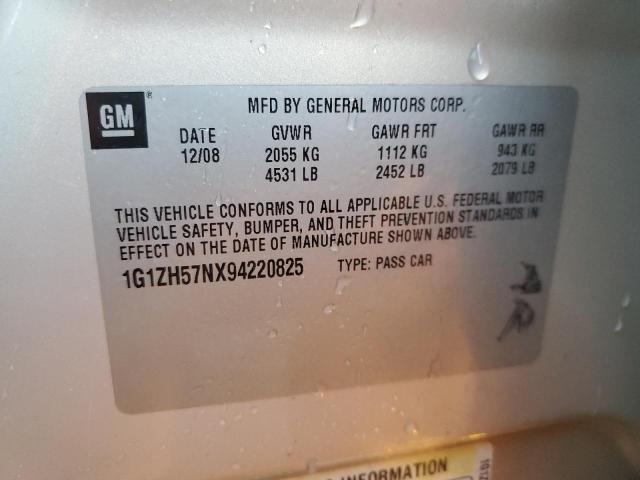 GM
MFD BY GENERAL MOTORS CORP.
DATE GVWR GAWR FRT GAWR RR
12/08 2055 KG 1112 KG 943 KG
4531 LB 2452 LB 2079 LB
THIS VEHICLE CONFORMS TO ALL APPLICABLE U.S. FEDERAL MOTOR
VEHICLE SAFETY, BUMPER, AND THEFT PREVENTION STANDARDS IN
EFFECT ON THE DATE OF MANUFACTURE SHOWN ABOVE.
1G1ZH57NX94220825 TYPE: PASS CAR
INFORMATION